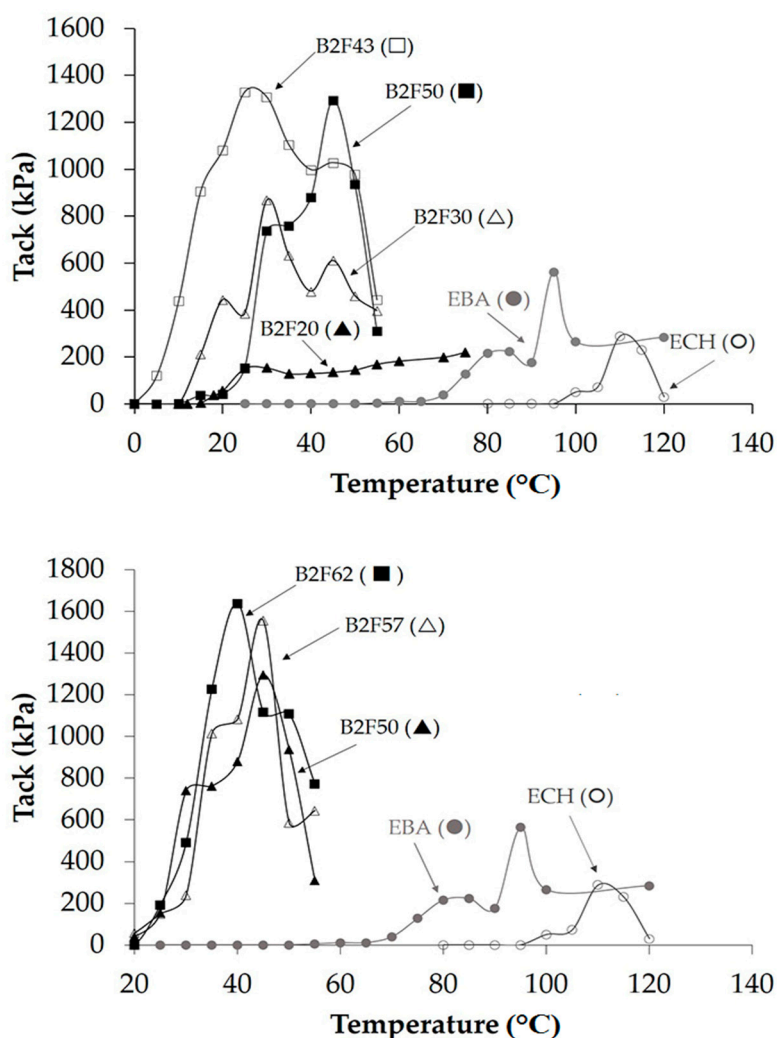 1600
1400
1200
1000
800
600
400
200
0
Tack (kPa)
B2F43 (□)
B2F50 (■)
B2F30 (△)
B2F20 (▲)
EBA (●)
ECH (○)
0 20 40 60 80 100 120 140
Temperature (°C)
1800
1600
1400
1200
1000
800
600
400
200
0
Tack (kPa)
B2F62 (■)
B2F57 (△)
B2F50 (▲)
EBA (●)
ECH (○)
20 40 60 80 100 120 140
Temperature (°C)